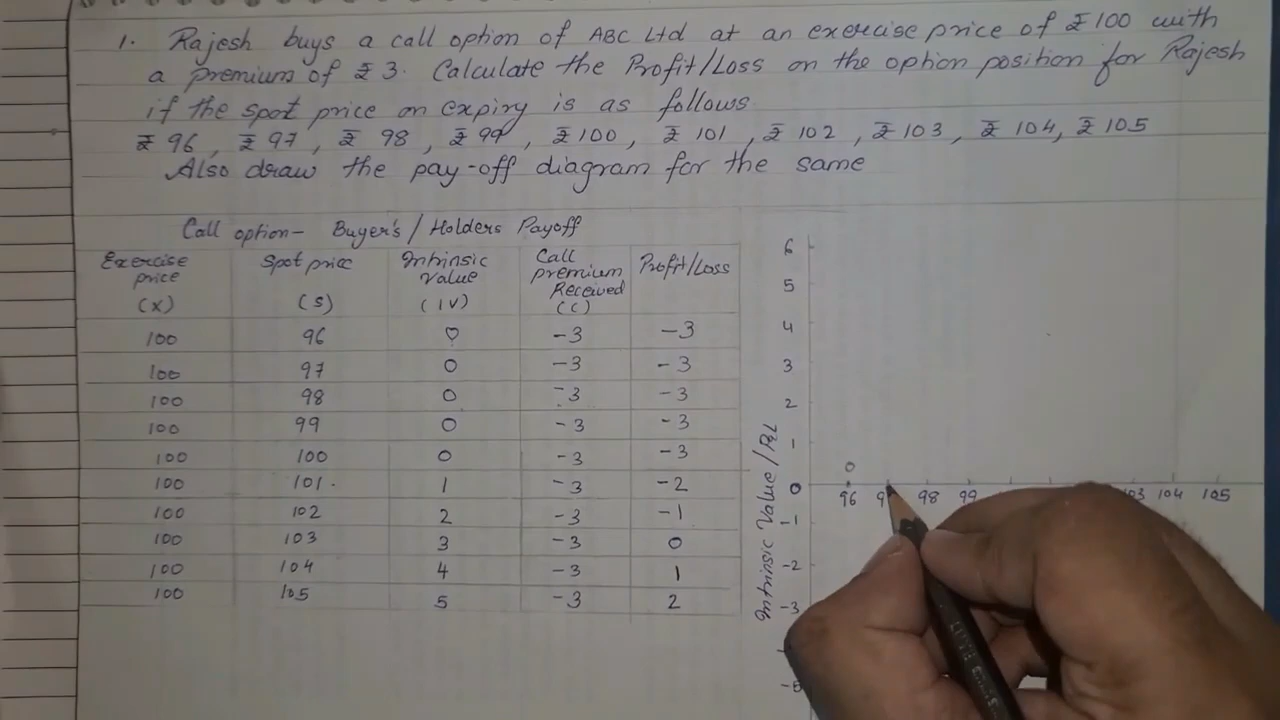 1. Rajesh buys a call option of ABC Ltd at an exercise price of ₹ 100 with
a premium of ₹ 3. Calculate the Profit/Loss on the option position for Rajesh
if the spot price on expiry is as follows
₹ 96, ₹ 97, ₹ 98, ₹ 99, ₹ 100, ₹ 101, ₹ 102, ₹ 103, ₹ 104, ₹ 105
Also draw the pay-off diagram for the same
Call option - Buyer's / Holders Payoff
Exercise price (X) Spot price (S) Intrinsic Value (IV) Call premium Received (C) Profit/Loss
100 96 0 -3 -3
100 97 0 -3 -3
100 98 0 -3 -3
100 99 0 -3 -3
100 100 0 -3 -3
100 101. 1 -3 -2
100 102 2 -3 -1
100 103 3 -3 0
100 104 4 -3 1
100 105 5 -3 2
Intrinsic Value / P&L
6
5
4
3
2
1
0
0
96 98 99 104 105
-1
-2
-3